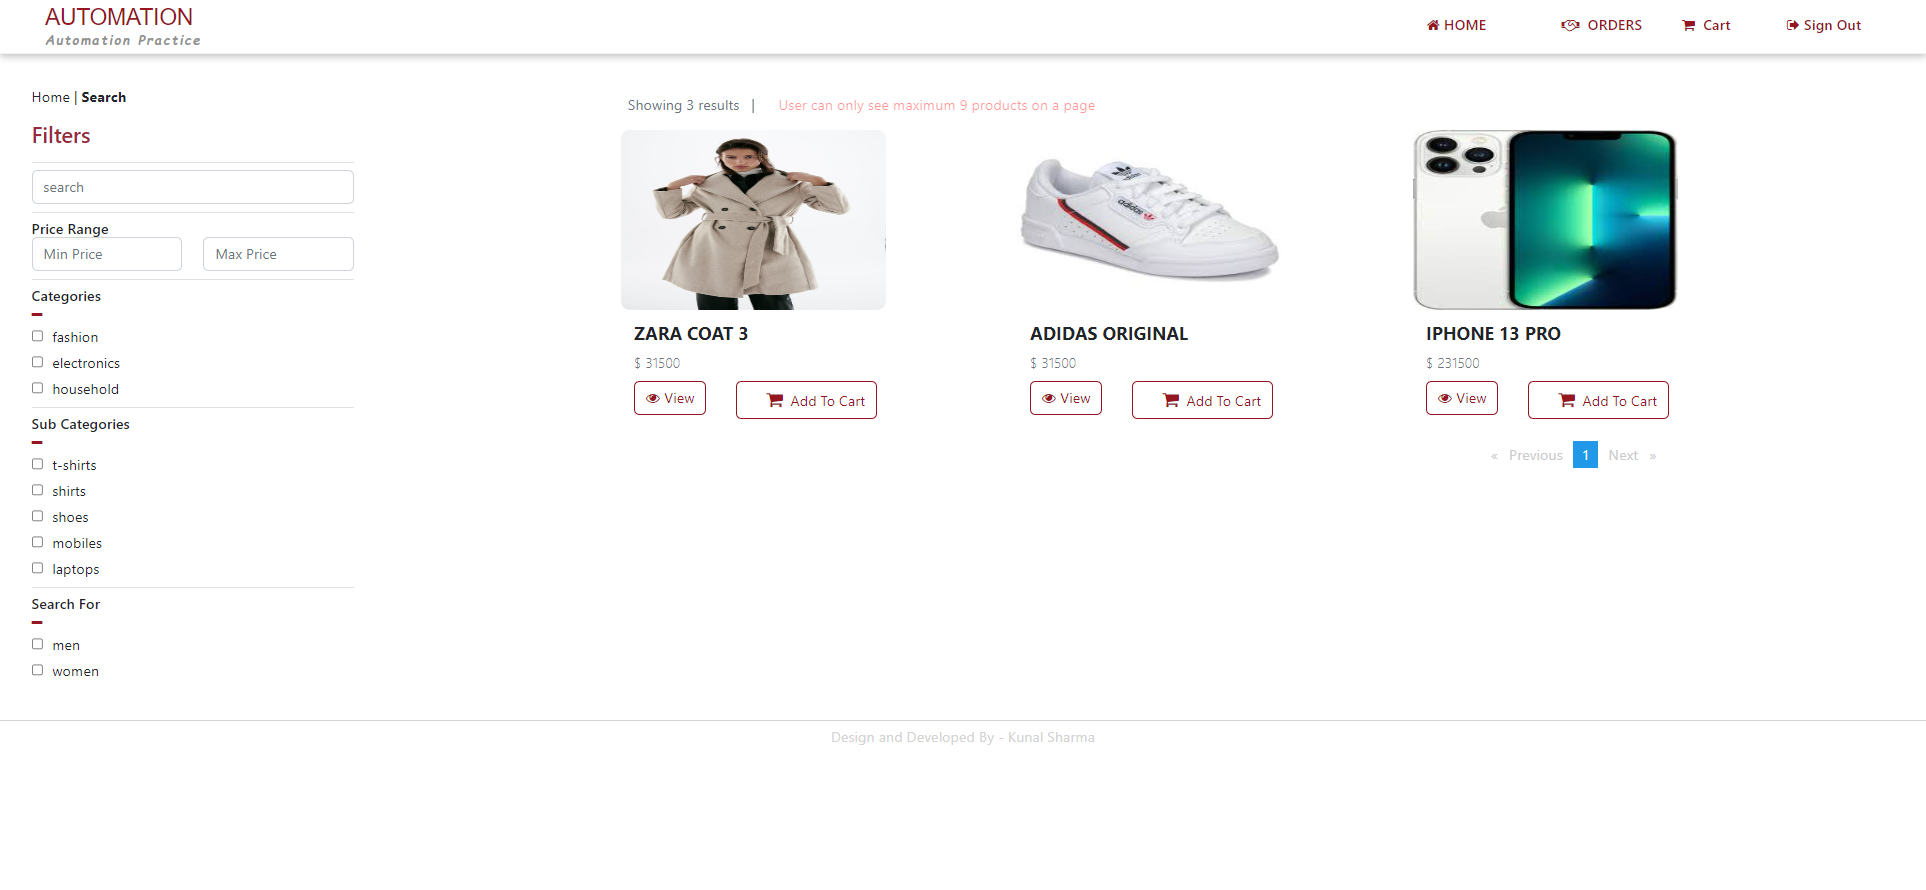 AUTOMATION
Automation Practice
HOME
ORDERS
Cart
Sign Out
Home | Search
Filters
search
Price Range
Min Price
Max Price
Categories
fashion
electronics
household
Sub Categories
t-shirts
shirts
shoes
mobiles
laptops
Search For
men
women
Showing 3 results |
User can only see maximum 9 products on a page
adidas
ZARA COAT 3
$ 31500
View
Add To Cart
ADIDAS ORIGINAL
$ 31500
View
Add To Cart
IPHONE 13 PRO
$ 231500
View
Add To Cart
« Previous 1 Next »
Design and Developed By - Kunal Sharma